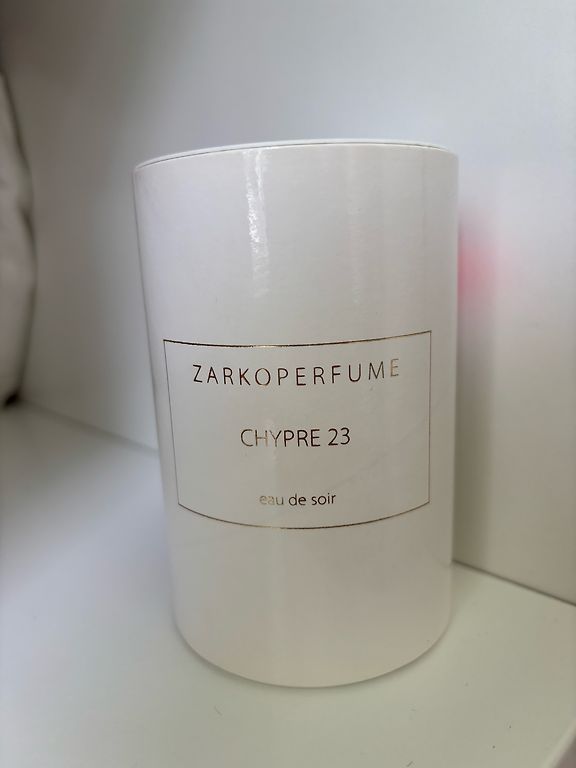 ZARKOPERFUME
CHYPRE 23
eau de soir